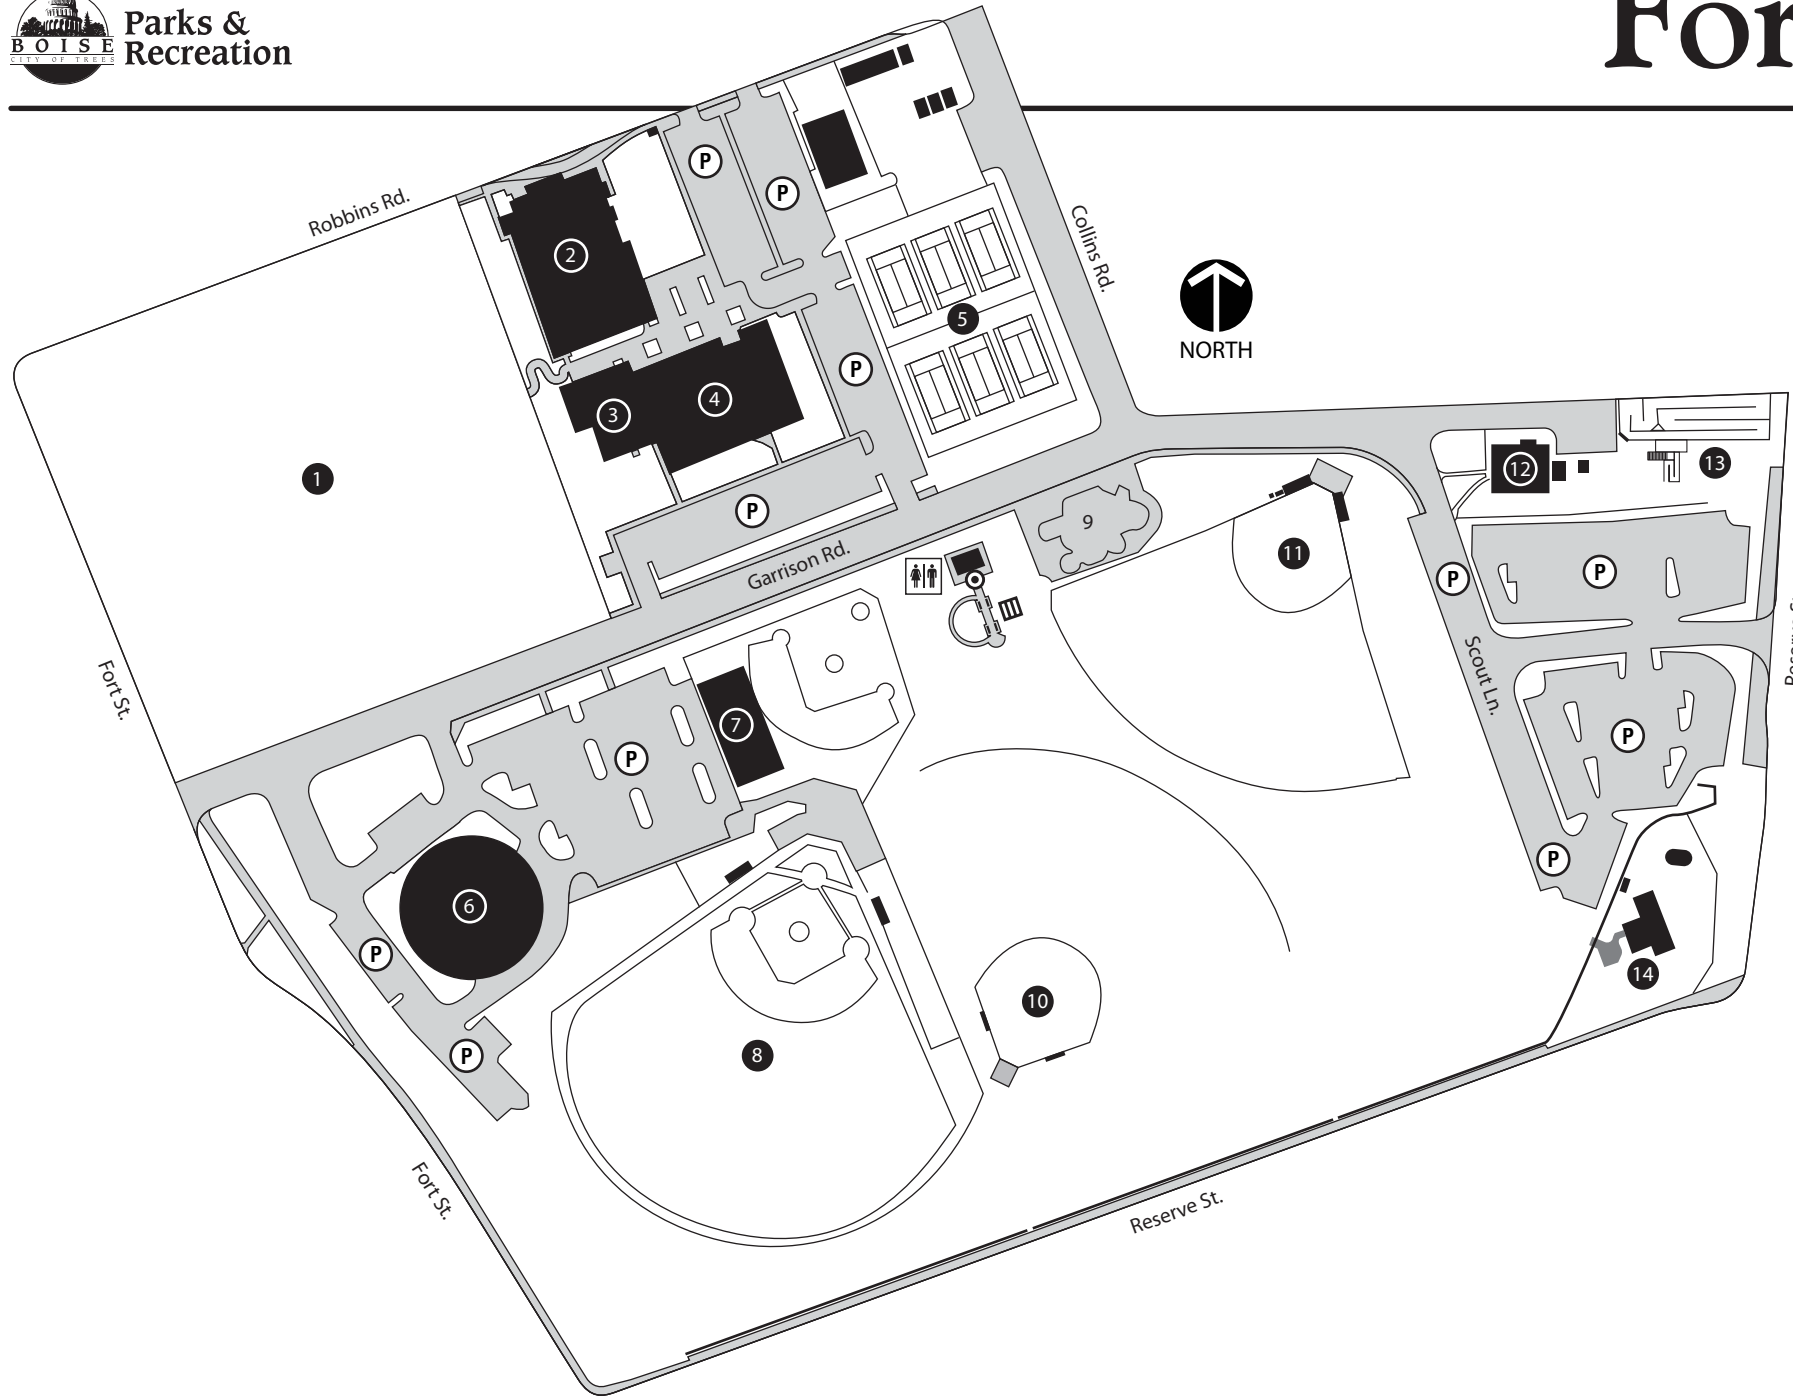 BOISE
CITY OF TREES
Parks &
Recreation
For
Robbins Rd.
Collins Rd.
NORTH
Garrison Rd.
Fort St.
Scout Ln.
Fort St.
Reserve St.
P
P
P
P
P
P
P
P
P
P
P
1
2
3
4
5
6
7
8
9
10
11
12
13
14